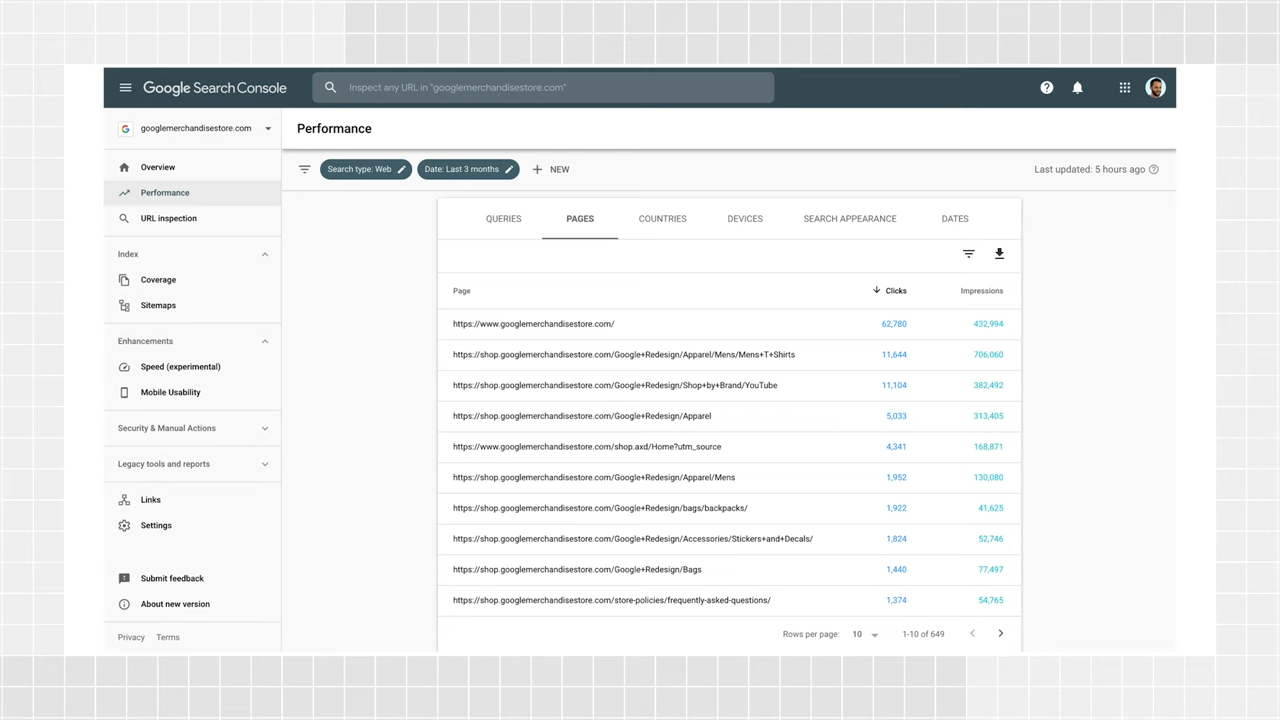 Google Search Console
Inspect any URL in "googlemerchandisestore.com"
googlemerchandisestore.com
Overview
Performance
URL inspection
Index
Coverage
Sitemaps
Enhancements
Speed (experimental)
Mobile Usability
Security & Manual Actions
Legacy tools and reports
Links
Settings
Submit feedback
About new version
Privacy Terms
Performance
Search type: Web Date: Last 3 months NEW Last updated: 5 hours ago
QUERIES PAGES COUNTRIES DEVICES SEARCH APPEARANCE DATES
Page Clicks Impressions
https://www.googlemerchandisestore.com/ 62,780 432,994
https://shop.googlemerchandisestore.com/Google+Redesign/Apparel/Mens/Mens+T+Shirts 11,644 706,060
https://shop.googlemerchandisestore.com/Google+Redesign/Shop+by+Brand/YouTube 11,104 382,492
https://shop.googlemerchandisestore.com/Google+Redesign/Apparel 5,033 313,405
https://www.googlemerchandisestore.com/shop.axd/Home?utm_source 4,341 168,871
https://shop.googlemerchandisestore.com/Google+Redesign/Apparel/Mens 1,952 130,080
https://shop.googlemerchandisestore.com/Google+Redesign/bags/backpacks/ 1,922 41,625
https://shop.googlemerchandisestore.com/Google+Redesign/Accessories/Stickers+and+Decals/ 1,824 52,746
https://shop.googlemerchandisestore.com/Google+Redesign/Bags 1,440 77,497
https://shop.googlemerchandisestore.com/store-policies/frequently-asked-questions/ 1,374 54,765
Rows per page: 10 1-10 of 649